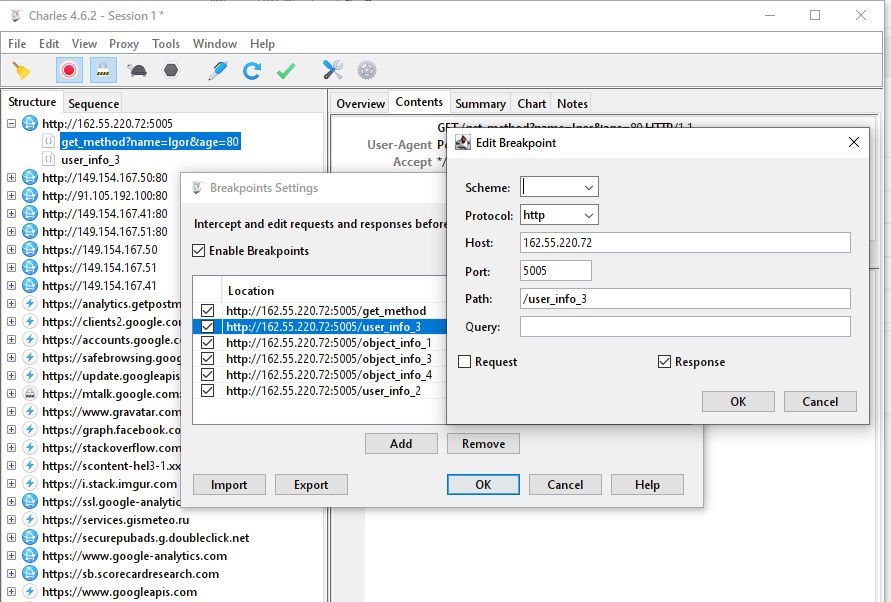 Charles 4.6.2 - Session 1 *
File Edit View Proxy Tools Window Help
Structure Sequence
Overview Contents Summary Chart Notes
http://162.55.220.72:5005
get_method?name=Igor&age=80
user_info_3
http://149.154.167.50:80
http://91.105.192.100:80
http://149.154.167.41:80
http://149.154.167.51:80
https://149.154.167.50
https://149.154.167.51
https://149.154.167.41
https://analytics.getpostm
https://clients2.google.co
https://accounts.google.c
https://safebrowsing.goog
https://update.googleapis
https://mtalk.google.com:
https://www.gravatar.com
https://graph.facebook.co
https://stackoverflow.com
https://scontent-hel3-1.xx
https://i.stack.imgur.com
https://ssl.google-analytic
https://services.gismeteo.ru
https://securepubads.g.doubleclick.net
https://www.google-analytics.com
https://sb.scorecardresearch.com
https://www.googleapis.com
GET /get_method?name=Igor&age=80 HTTP/1.1
User-Agent Po
Accept */
Breakpoints Settings
Intercept and edit requests and responses before
Enable Breakpoints
Location
http://162.55.220.72:5005/get_method
http://162.55.220.72:5005/user_info_3
http://162.55.220.72:5005/object_info_1
http://162.55.220.72:5005/object_info_3
http://162.55.220.72:5005/object_info_4
http://162.55.220.72:5005/user_info_2
Add Remove
Import Export OK Cancel Help
Edit Breakpoint
Scheme:
Protocol: http
Host: 162.55.220.72
Port: 5005
Path: /user_info_3
Query:
Request Response
OK Cancel